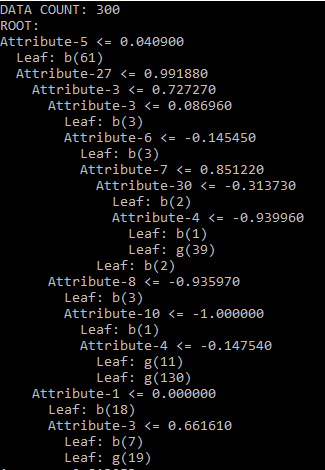 DATA COUNT: 300
ROOT:
Attribute-5 <= 0.040900
Leaf: b(61)
Attribute-27 <= 0.991880
Attribute-3 <= 0.727270
Attribute-3 <= 0.086960
Leaf: b(3)
Attribute-6 <= -0.145450
Leaf: b(3)
Attribute-7 <= 0.851220
Attribute-30 <= -0.313730
Leaf: b(2)
Attribute-4 <= -0.939960
Leaf: b(1)
Leaf: g(39)
Leaf: b(2)
Attribute-8 <= -0.935970
Leaf: b(3)
Attribute-10 <= -1.000000
Leaf: b(1)
Attribute-4 <= -0.147540
Leaf: g(11)
Leaf: g(130)
Attribute-1 <= 0.000000
Leaf: b(18)
Attribute-3 <= 0.661610
Leaf: b(7)
Leaf: g(19)